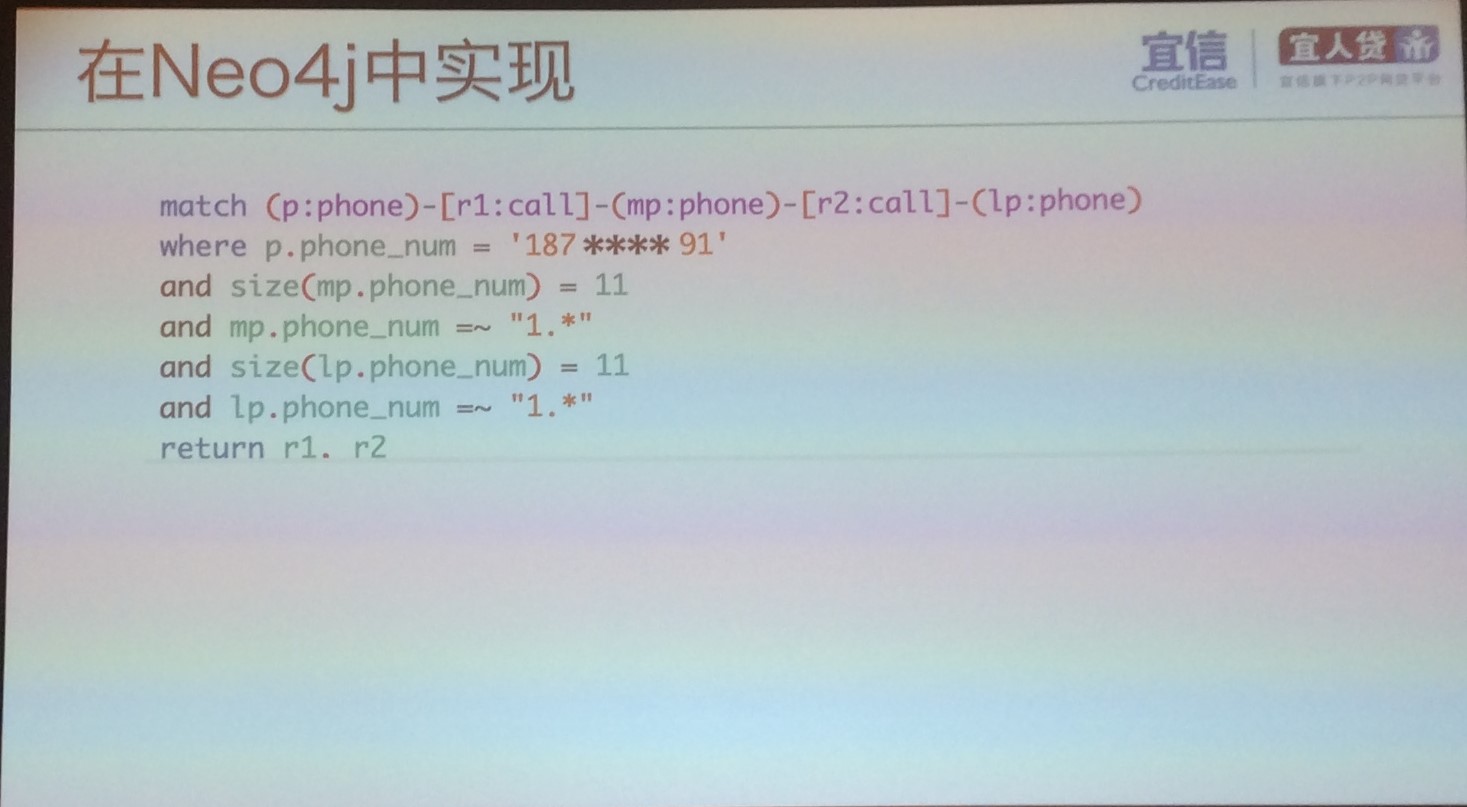 在Neo4j中实现
宜信
CreditEase
宜人贷
宜信旗下P2P网贷平台
match (p:phone)-[r1:call]-(mp:phone)-[r2:call]-(lp:phone)
where p.phone_num = '187****91'
and size(mp.phone_num) = 11
and mp.phone_num =~ "1.*"
and size(lp.phone_num) = 11
and lp.phone_num =~ "1.*"
return r1. r2